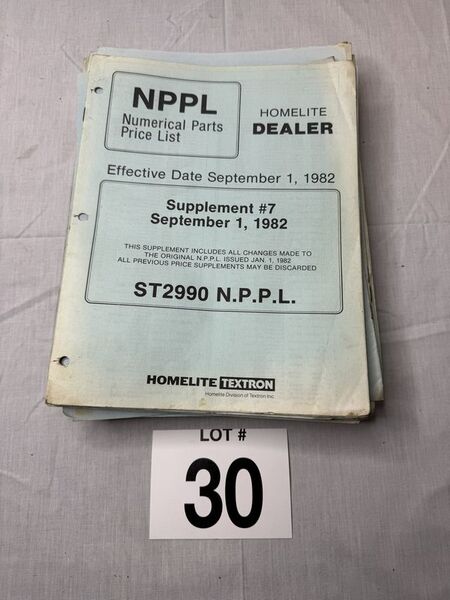 NPPL
Numerical Parts
Price List
HOMELITE
DEALER
Effective Date September 1, 1982
Supplement #7
September 1, 1982
THIS SUPPLEMENT INCLUDES ALL CHANGES MADE TO
THE ORIGINAL N.P.P.L. ISSUED JAN. 1, 1982
ALL PREVIOUS PRICE SUPPLEMENTS MAY BE DISCARDED
ST2990 N.P.P.L.
HOMELITE TEXTRON
Homelite Division of Textron Inc.
LOT #
30